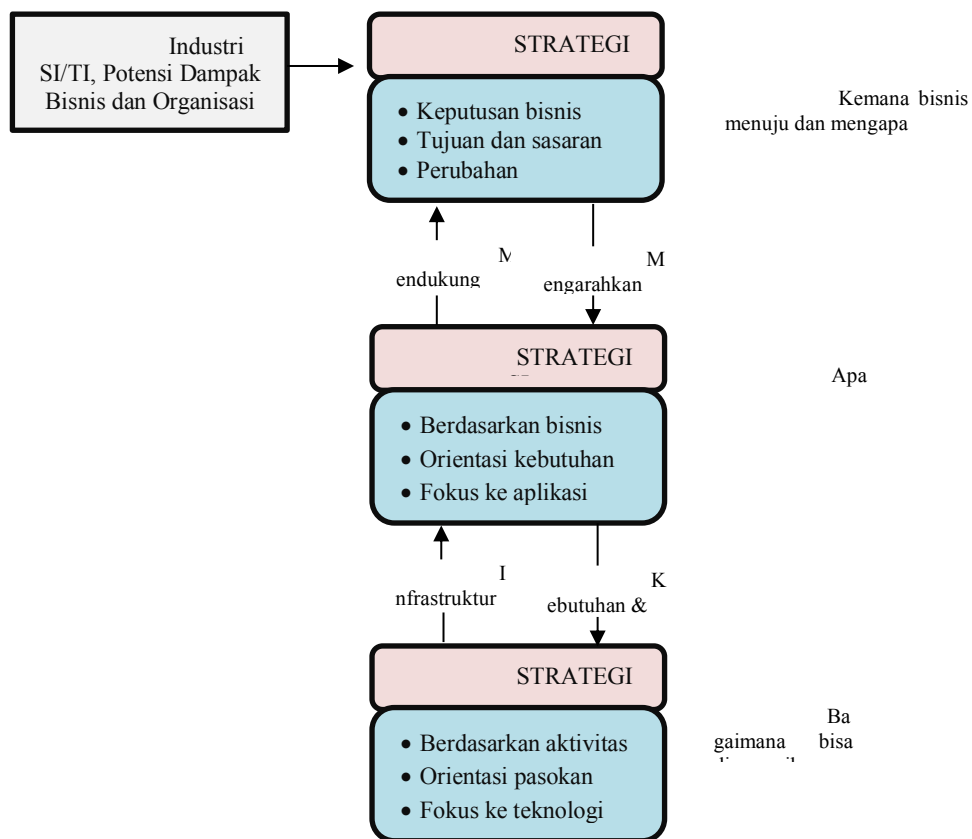 Industri
SI/TI, Potensi Dampak
Bisnis dan Organisasi
STRATEGI
• Keputusan bisnis
• Tujuan dan sasaran
• Perubahan
Kemana bisnis
menuju dan mengapa
M
endukung
M
engarahkan
STRATEGI
• Berdasarkan bisnis
• Orientasi kebutuhan
• Fokus ke aplikasi
Apa
I
nfrastruktur
K
ebutuhan &
STRATEGI
• Berdasarkan aktivitas
• Orientasi pasokan
• Fokus ke teknologi
Ba
gaimana bisa